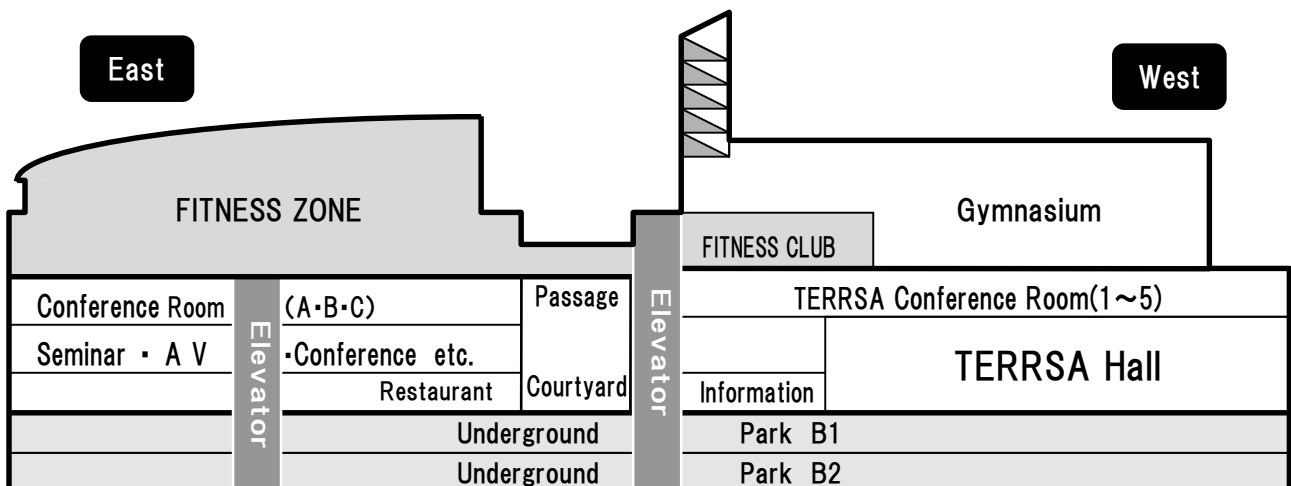 East
West
FITNESS ZONE
Gymnasium
FITNESS CLUB
Conference Room (A・B・C)
Passage
TERRSA Conference Room(1～5)
Elevator
Elevator
Seminar ・ A V ・Conference etc.
TERRSA Hall
Restaurant
Courtyard
Information
Underground Park B1
Underground Park B2